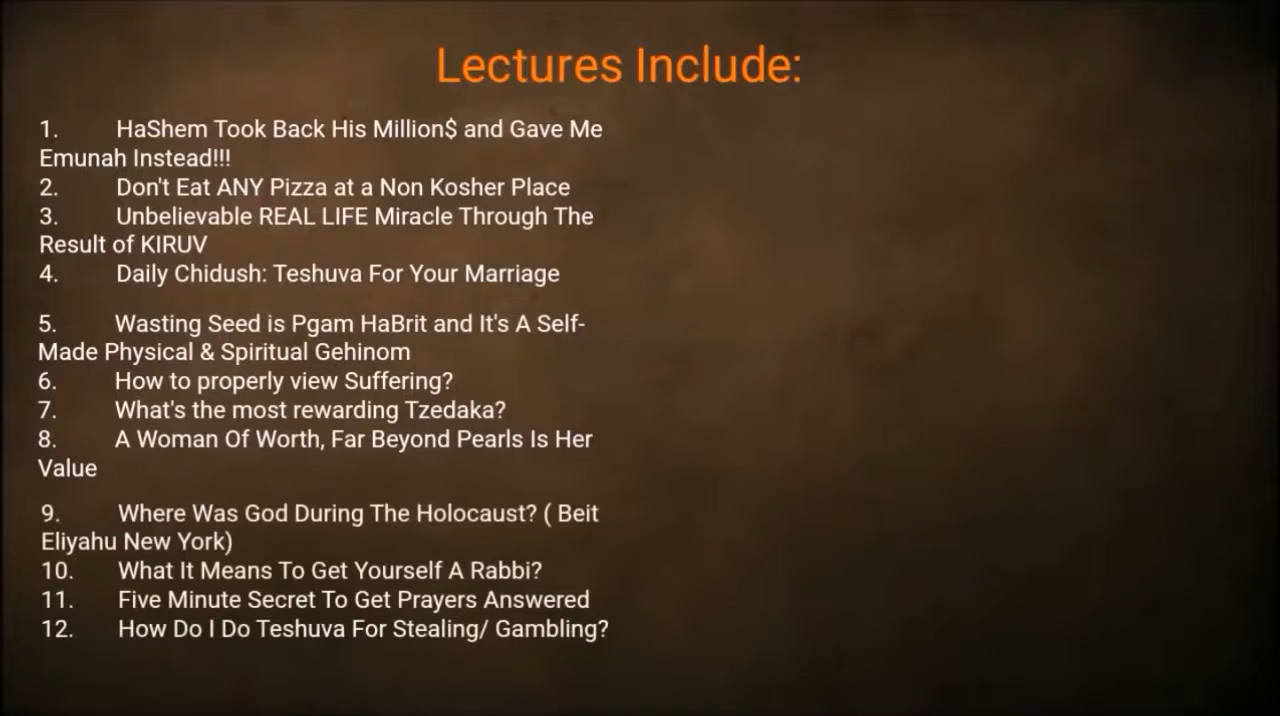 Lectures Include:
1. HaShem Took Back His Million$ and Gave Me
Emunah Instead!!!
2. Don't Eat ANY Pizza at a Non Kosher Place
3. Unbelievable REAL LIFE Miracle Through The
Result of KIRUV
4. Daily Chidush: Teshuva For Your Marriage
5. Wasting Seed is Pgam HaBrit and It's A Self-
Made Physical & Spiritual Gehinom
6. How to properly view Suffering?
7. What's the most rewarding Tzedaka?
8. A Woman Of Worth, Far Beyond Pearls Is Her
Value
9. Where Was God During The Holocaust? ( Beit
Eliyahu New York)
10. What It Means To Get Yourself A Rabbi?
11. Five Minute Secret To Get Prayers Answered
12. How Do I Do Teshuva For Stealing/ Gambling?